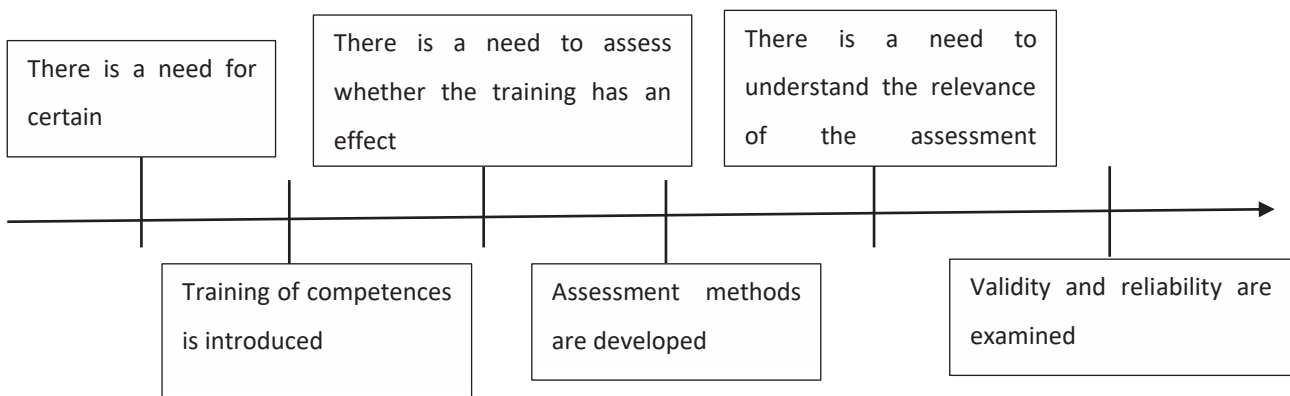 There is a need for
certain
There is a need to assess
whether the training has an
effect
There is a need to
understand the relevance
of the assessment
Training of competences
is introduced
Assessment methods
are developed
Validity and reliability are
examined